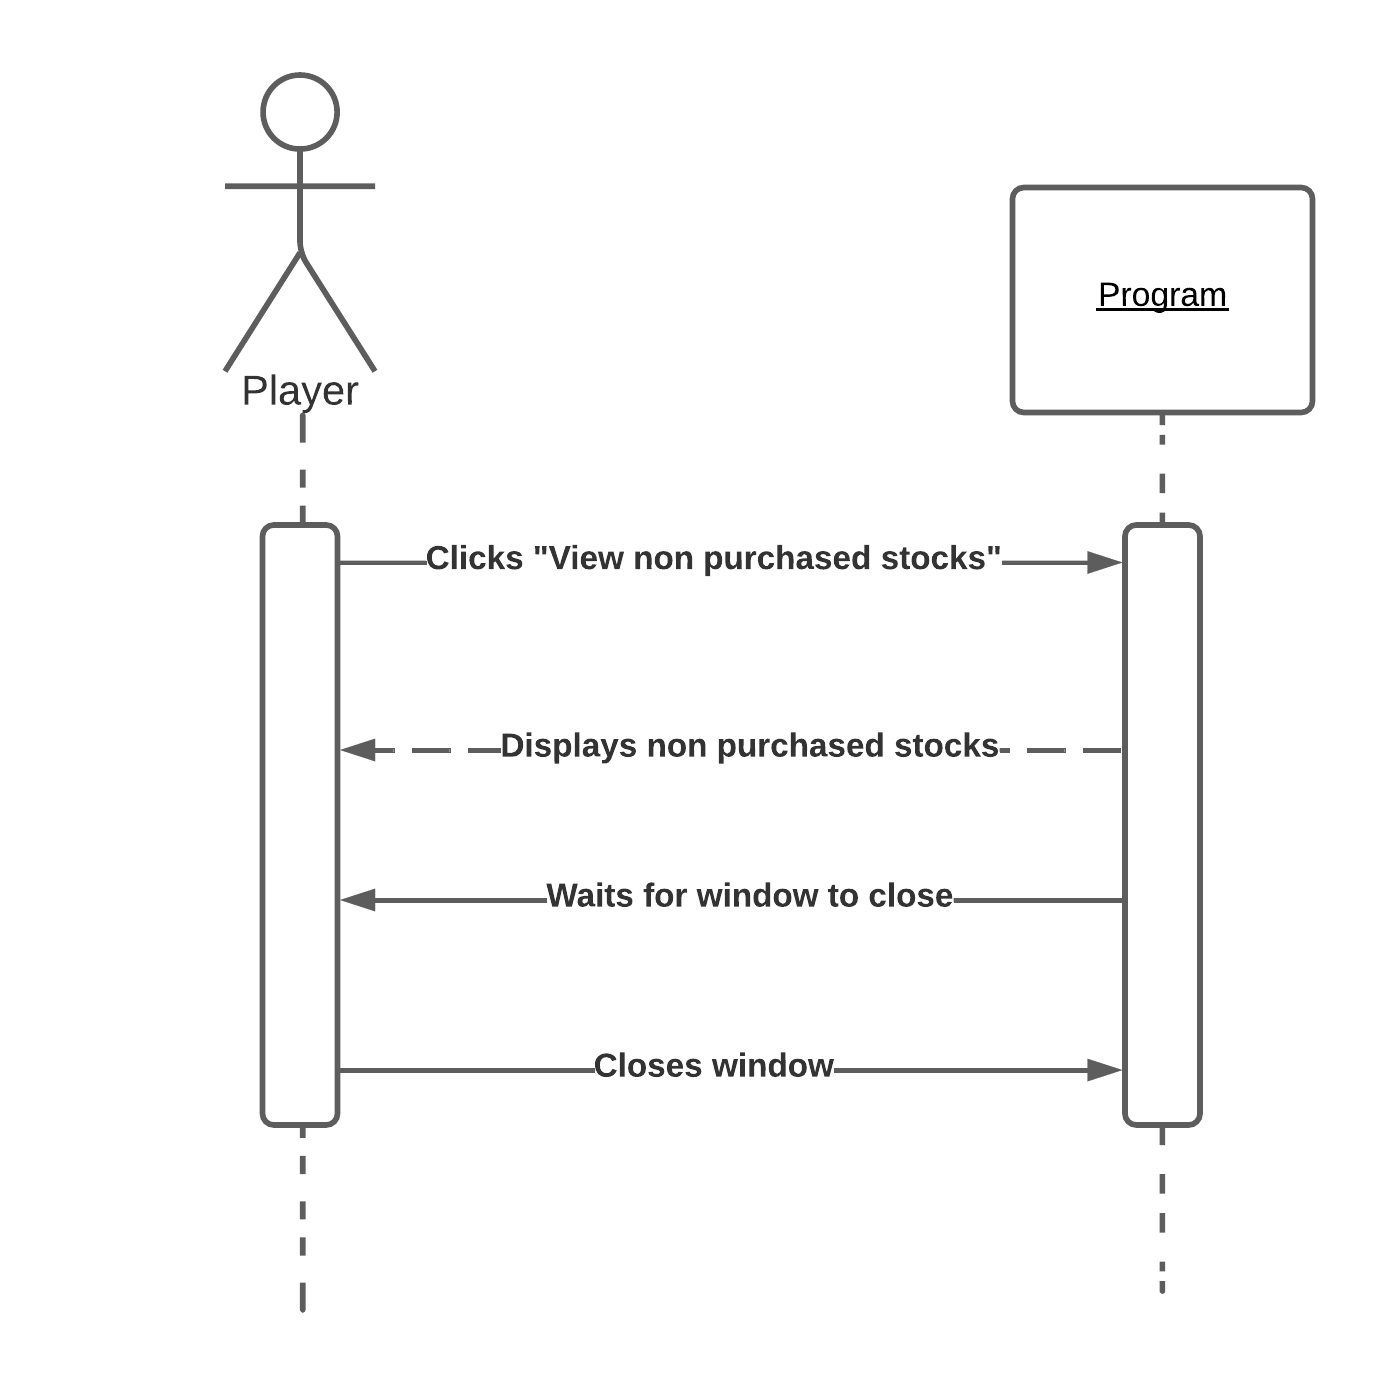 Player
Program
Clicks "View non purchased stocks"
Displays non purchased stocks
Waits for window to close
Closes window